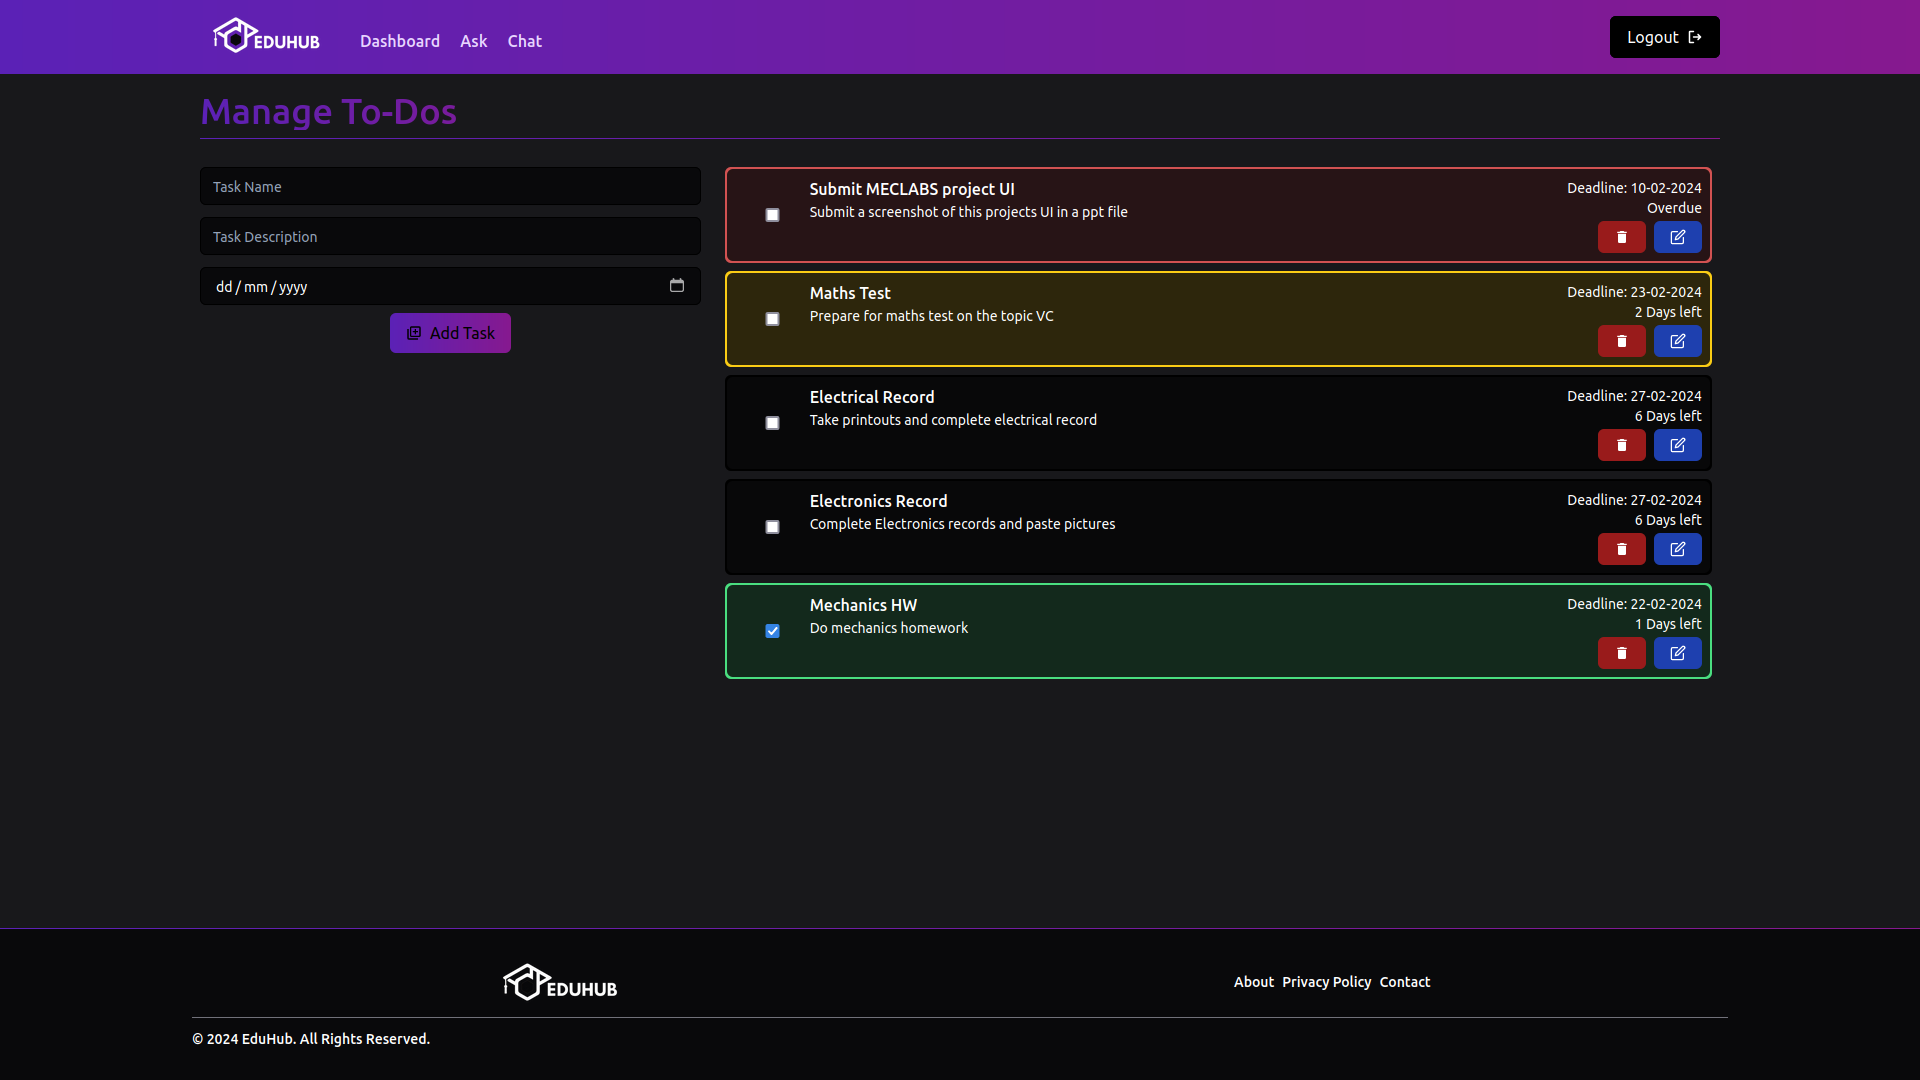 EDUHUB
Dashboard Ask Chat
Logout
Manage To-Dos
Task Name
Task Description
dd/mm/yyyy
Add Task
Submit MECLABS project UI
Submit a screenshot of this projects UI in a ppt file
Deadline: 10-02-2024
Overdue
Maths Test
Prepare for maths test on the topic VC
Deadline: 23-02-2024
2 Days left
Electrical Record
Take printouts and complete electrical record
Deadline: 27-02-2024
6 Days left
Electronics Record
Complete Electronics records and paste pictures
Deadline: 27-02-2024
6 Days left
Mechanics HW
Do mechanics homework
Deadline: 22-02-2024
1 Days left
EDUHUB
About Privacy Policy Contact
© 2024 EduHub. All Rights Reserved.